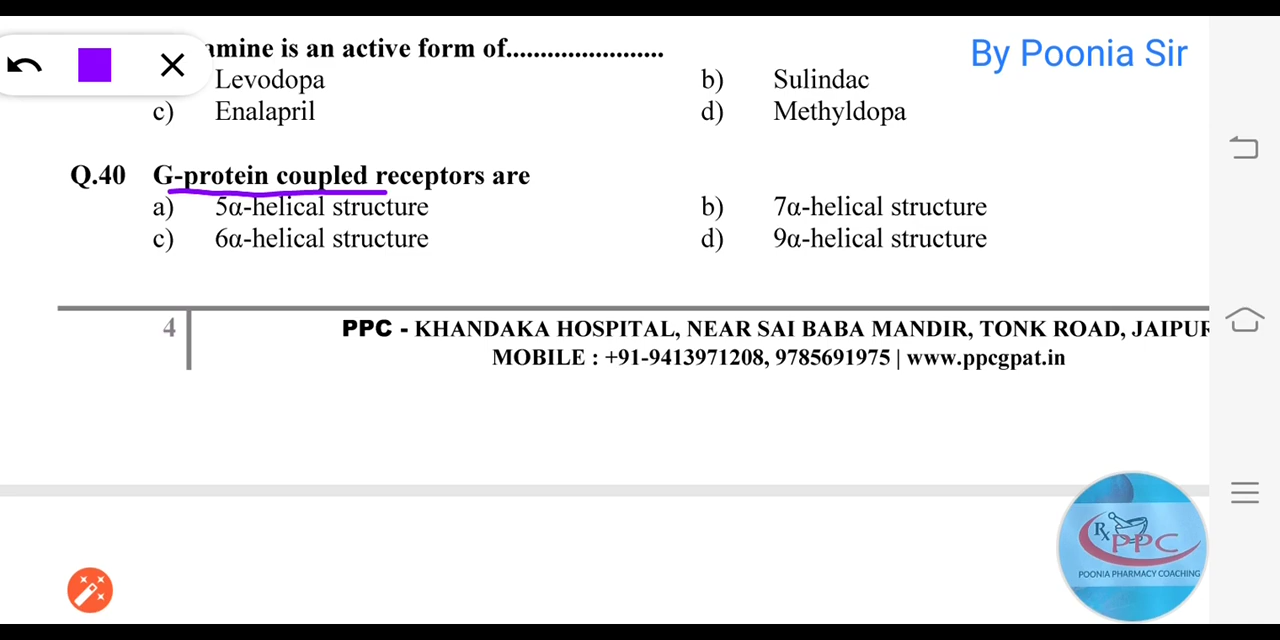 amine is an active form of.......................
By Poonia Sir
Levodopa b) Sulindac
c) Enalapril d) Methyldopa
Q.40 G-protein coupled receptors are
a) 5α-helical structure b) 7α-helical structure
c) 6α-helical structure d) 9α-helical structure
4
PPC - KHANDAKA HOSPITAL, NEAR SAI BABA MANDIR, TONK ROAD, JAIPUR
MOBILE : +91-9413971208, 9785691975 | www.ppcgpat.in
Rx
PPC
POONIA PHARMACY COACHING